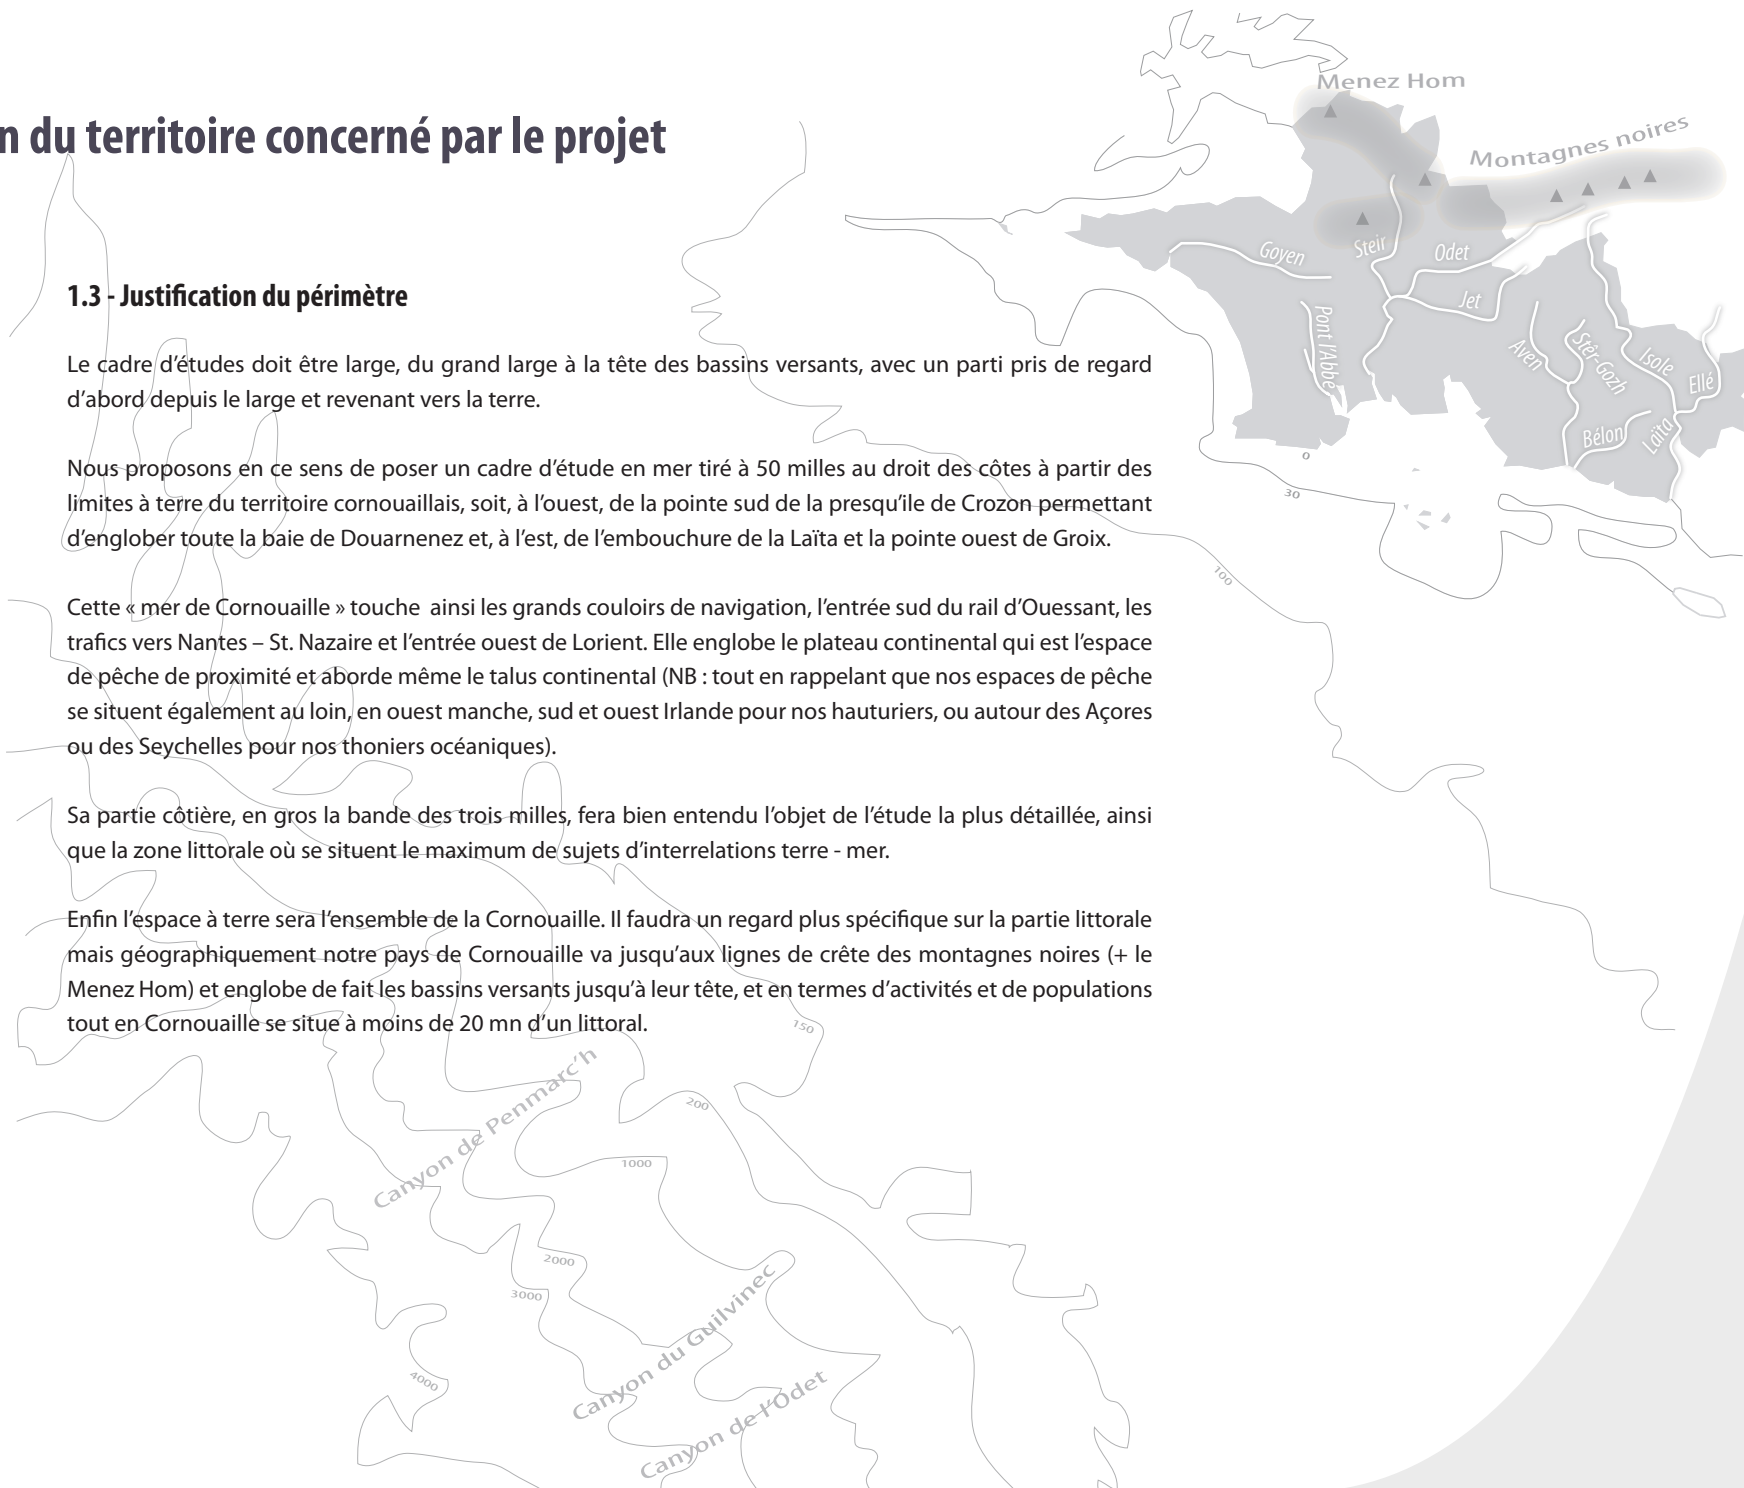 n du territoire concerné par le projet
1.3 - Justification du périmètre
Le cadre d’études doit être large, du grand large à la tête des bassins versants, avec un parti pris de regard
d’abord depuis le large et revenant vers la terre.
Nous proposons en ce sens de poser un cadre d’étude en mer tiré à 50 milles au droit des côtes à partir des
limites à terre du territoire cornouaillais, soit, à l’ouest, de la pointe sud de la presqu’ile de Crozon permettant
d’englober toute la baie de Douarnenez et, à l’est, de l’embouchure de la Laïta et la pointe ouest de Groix.
Cette « mer de Cornouaille » touche ainsi les grands couloirs de navigation, l’entrée sud du rail d’Ouessant, les
trafics vers Nantes – St. Nazaire et l’entrée ouest de Lorient. Elle englobe le plateau continental qui est l’espace
de pêche de proximité et aborde même le talus continental (NB : tout en rappelant que nos espaces de pêche
se situent également au loin, en ouest manche, sud et ouest Irlande pour nos hauturiers, ou autour des Açores
ou des Seychelles pour nos thoniers océaniques).
Sa partie côtière, en gros la bande des trois milles, fera bien entendu l’objet de l’étude la plus détaillée, ainsi
que la zone littorale où se situent le maximum de sujets d’interrelations terre - mer.
Enfin l’espace à terre sera l’ensemble de la Cornouaille. Il faudra un regard plus spécifique sur la partie littorale
mais géographiquement notre pays de Cornouaille va jusqu’aux lignes de crête des montagnes noires (+ le
Menez Hom) et englobe de fait les bassins versants jusqu’à leur tête, et en termes d’activités et de populations
tout en Cornouaille se situe à moins de 20 mn d’un littoral.
Menez Hom
Montagnes noires
Goyen
Steir
Odet
Jet
Pont l'Abbe
Aven
Stêr-Gozh
Isole
Ellé
Bélon
Laïta
0
30
100
150
200
1000
2000
3000
4000
Canyon de Penmarc’h
Canyon du Guilvinec
Canyon de l’Odet